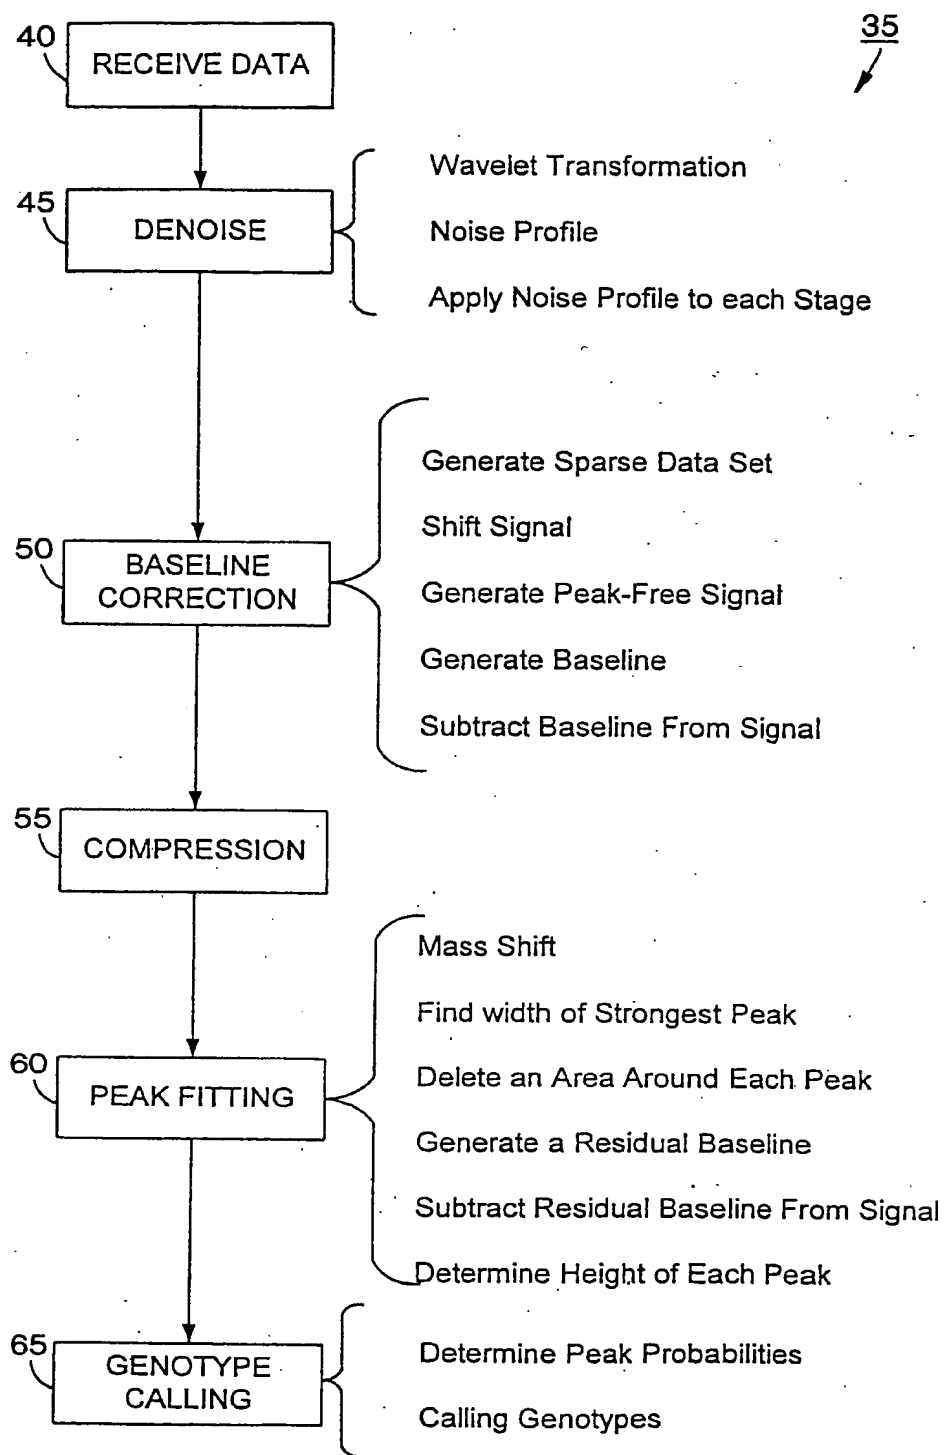 35
40
RECEIVE DATA
45
DENOISE
Wavelet Transformation
Noise Profile
Apply Noise Profile to each Stage
50
BASELINE
CORRECTION
Generate Sparse Data Set
Shift Signal
Generate Peak-Free Signal
Generate Baseline
Subtract Baseline From Signal
55
COMPRESSION
60
PEAK FITTING
Mass Shift
Find width of Strongest Peak
Delete an Area Around Each Peak
Generate a Residual Baseline
Subtract Residual Baseline From Signal
Determine Height of Each Peak
65
GENOTYPE
CALLING
Determine Peak Probabilities
Calling Genotypes